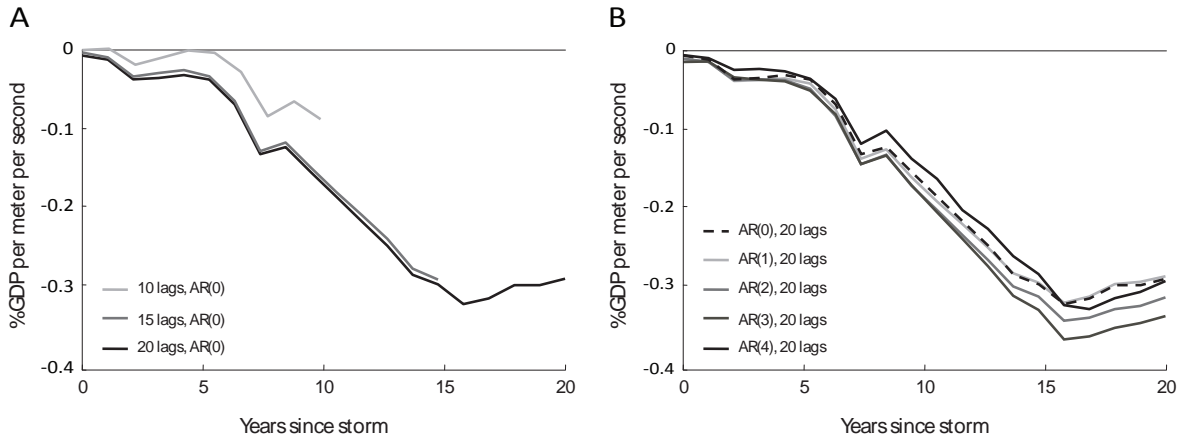 A
0
-0.1
-0.2
-0.3
-0.4
%GDP per meter per second
10 lags, AR(0)
15 lags, AR(0)
20 lags, AR(0)
0 5 10 15 20
Years since storm
B
0
-0.1
-0.2
-0.3
-0.4
%GDP per meter per second
AR(0), 20 lags
AR(1), 20 lags
AR(2), 20 lags
AR(3), 20 lags
AR(4), 20 lags
0 5 10 15 20
Years since storm